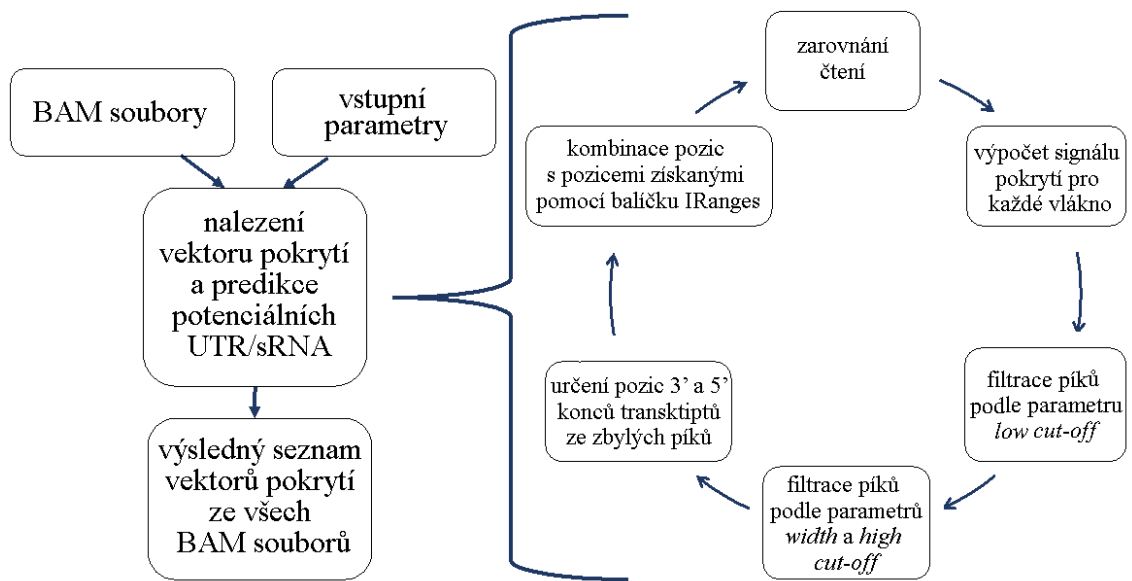 BAM soubory
vstupní
parametry
nalezení
vektoru pokrytí
a predikce
potenciálních
UTR/sRNA
výsledný seznam
vektorů pokrytí
ze všech
BAM souborů
zarovnání
čtení
výpočet signálu
pokrytí pro
každé vlákno
filtrace píků
podle parametru
low cut-off
filtrace píků
podle parametrů
width a high
cut-off
určení pozic 3’ a 5’
konců transktiptů
ze zbylých píků
kombinace pozic
s pozicemi získanými
pomocí balíčku IRanges